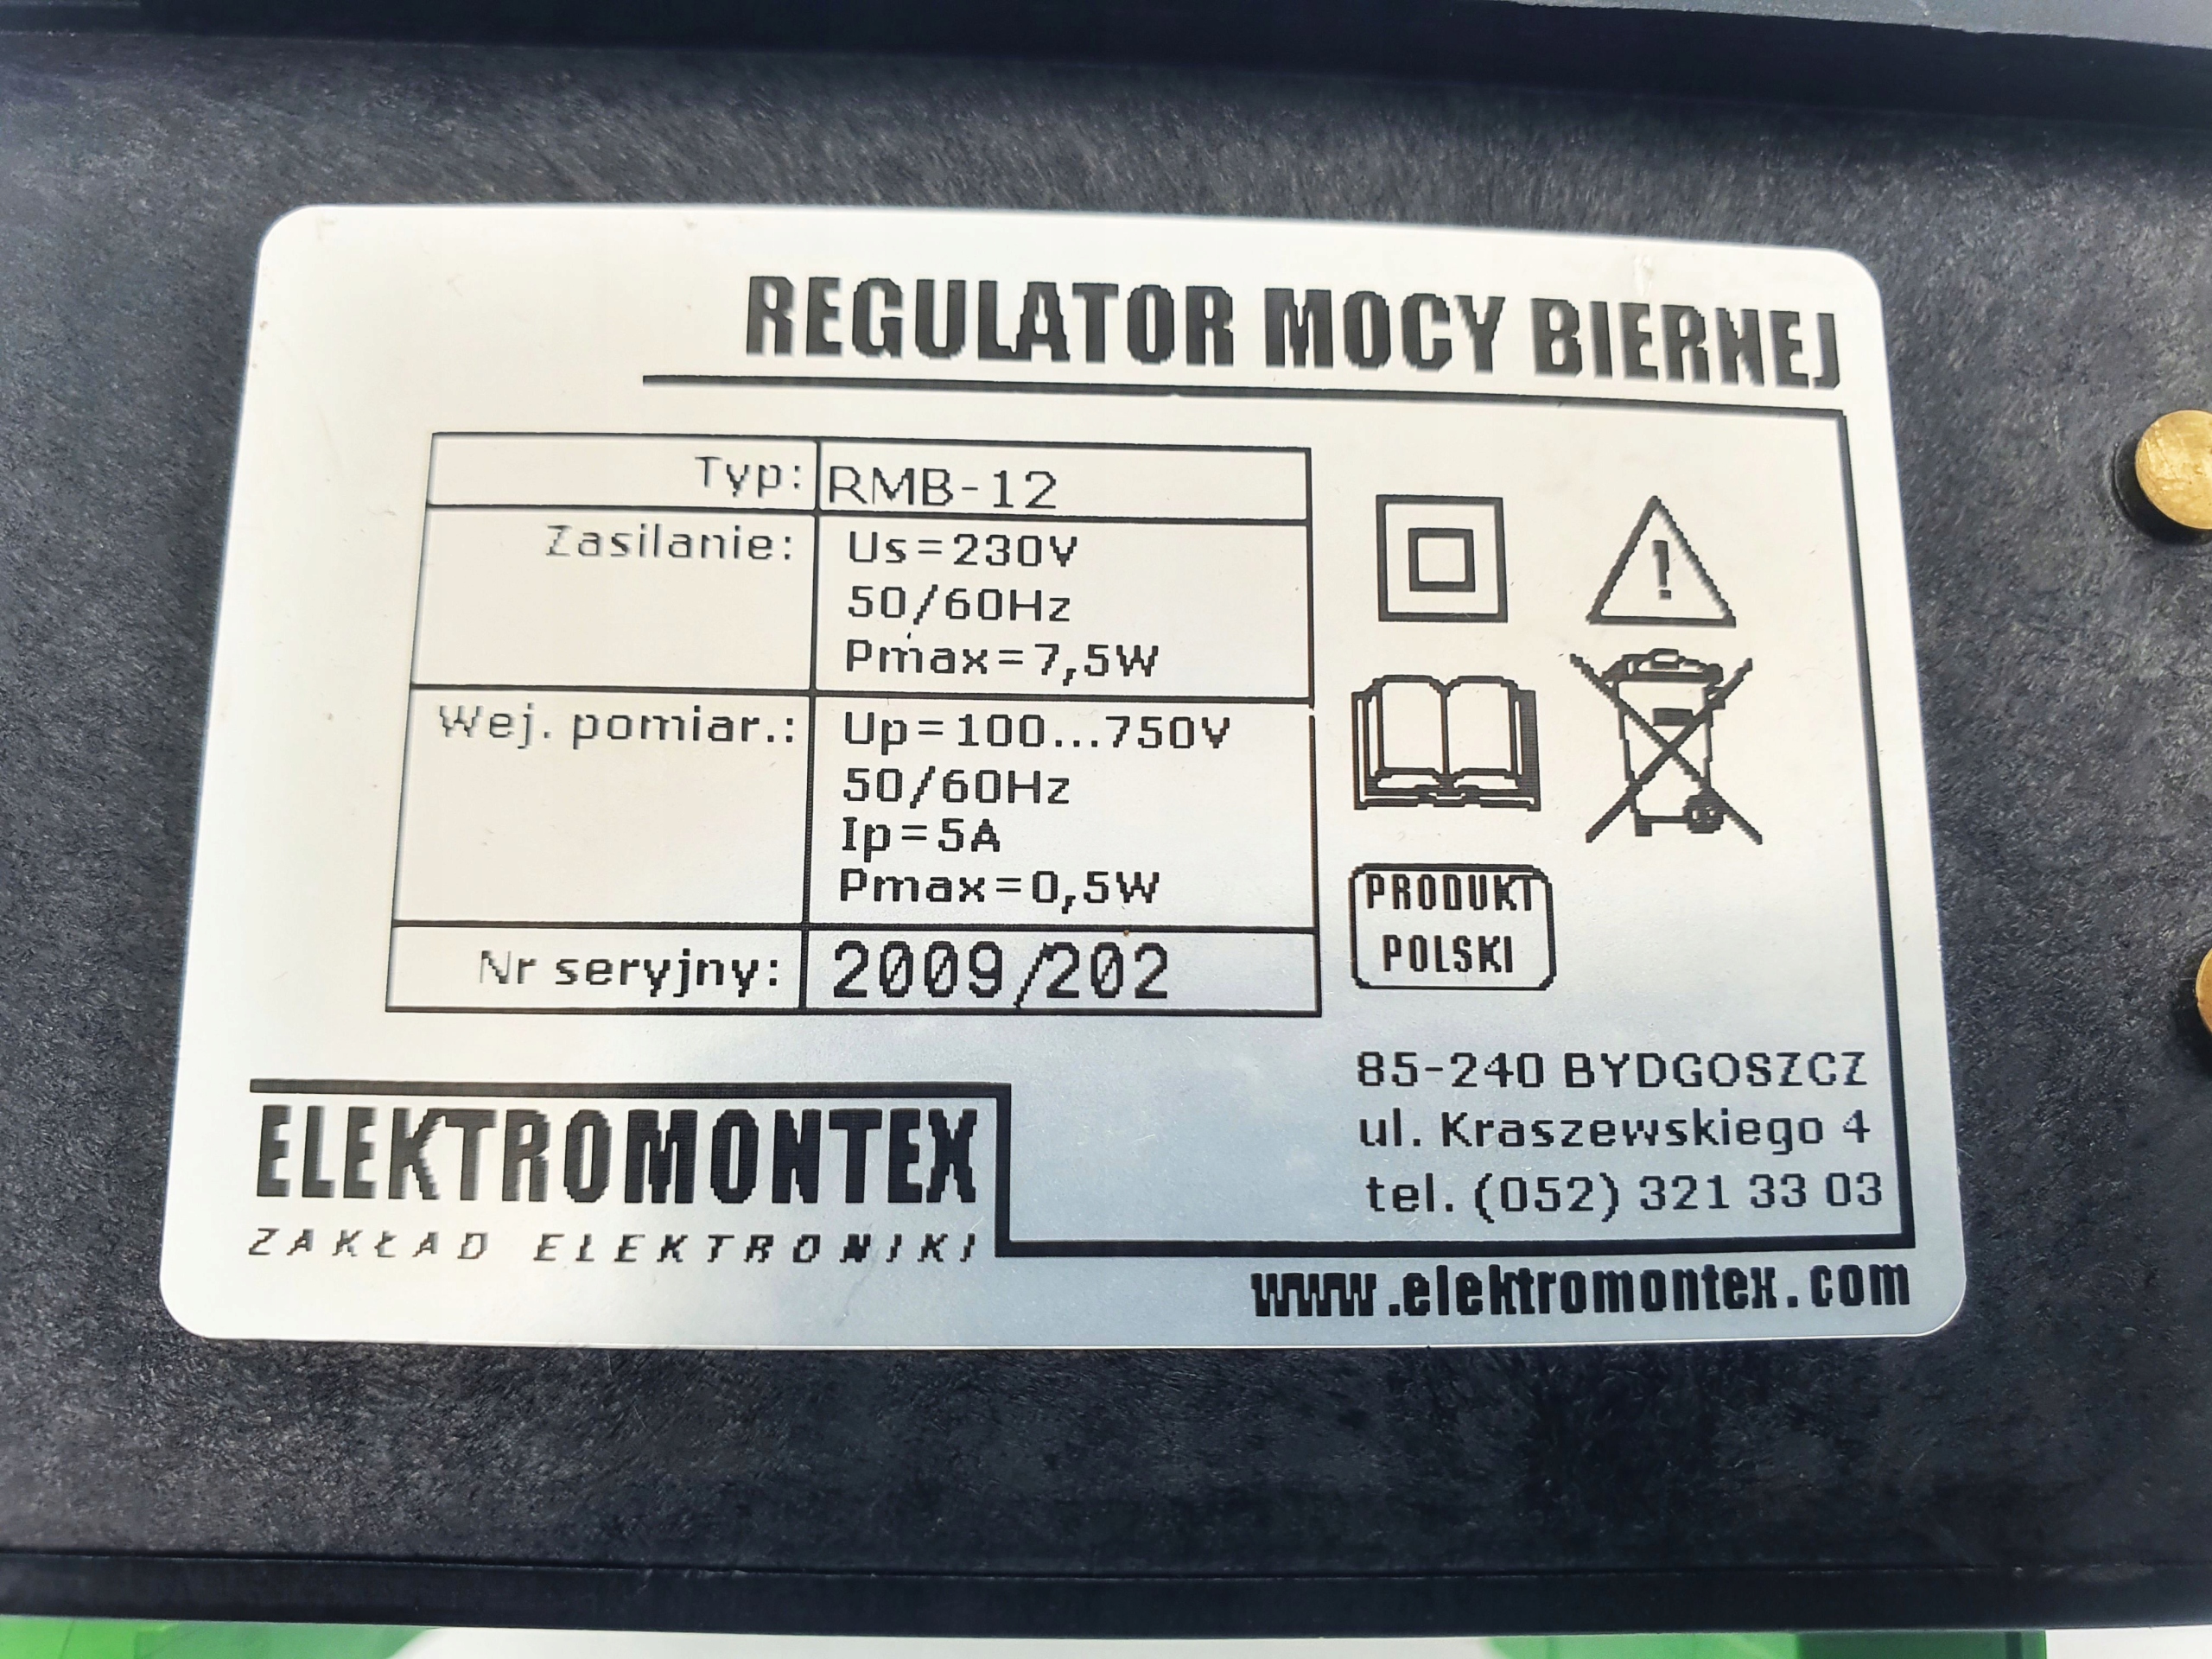 REGULATOR MOCY BIERNEJ
Typ: RMB-12
Zasilanie: Us=230V
50/60Hz
Pmax=7,5W
Wej. pomiar.: Up=100...750V
50/60Hz
Ip=5A
Pmax=0,5W
Nr seryjny: 2009/202
!
PRODUKT
POLSKI
85-240 BYDGOSZCZ
ul. Kraszewskiego 4
tel. (052) 321 33 03
ELEKTROMONTEX
ZAKŁAD ELEKTRONIKI
www.elektromontex.com